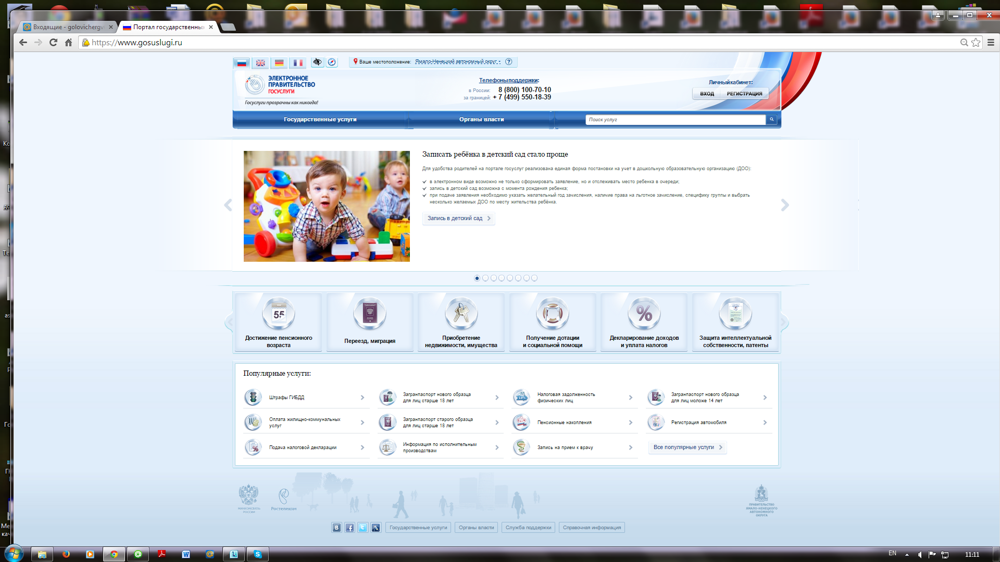 Входящие - golovichergv
Портал государственных
https://www.gosuslugi.ru
Ваше местоположение: Ямало-Ненецкий автономный округ
ЭЛЕКТРОННОЕ
ПРАВИТЕЛЬСТВО
ГОСУСЛУГИ
Госуслуги прозрачны как никогда!
Телефоны поддержки:
в России: 8 (800) 100-70-10
за границей: + 7 (499) 550-18-39
Личный кабинет:
ВХОД РЕГИСТРАЦИЯ
Государственные услуги
Органы власти
Поиск услуг
Записать ребёнка в детский сад стало проще
Для удобства родителей на портале госуслуг реализована единая форма постановки на учет в дошкольную образовательную организацию (ДОО):
в электронном виде возможно не только сформировать заявление, но и отслеживать место ребенка в очереди;
запись в детский сад возможна с момента рождения ребенка;
при подаче заявления необходимо указать желательный год зачисления, наличие права на льготное зачисление, специфику группы и выбрать
несколько желаемых ДОО по месту жительства ребёнка.
Запись в детский сад
55
Достижение пенсионного
возраста
Переезд, миграция
Приобретение
недвижимости, имущества
Получение дотации
и социальной помощи
%
Декларирование доходов
и уплата налогов
Защита интеллектуальной
собственности, патенты
Популярные услуги:
Штрафы ГИБДД
Загранпаспорт нового образца
для лиц старше 18 лет
Налоговая задолженность
физических лиц
Загранпаспорт нового образца
для лиц моложе 14 лет
Оплата жилищно-коммунальных
услуг
Загранпаспорт старого образца
для лиц старше 18 лет
Пенсионные накопления
Регистрация автомобиля
Подача налоговой декларации
Информация по исполнительным
производствам
Запись на прием к врачу
Все популярные услуги
МИНКОМСВЯЗЬ
РОССИИ
Ростелеком
ПРАВИТЕЛЬСТВО
ЯМАЛО-НЕНЕЦКОГО
АВТОНОМНОГО
ОКРУГА
Государственные услуги
Органы власти
Служба поддержки
Справочная информация
EN
11:11